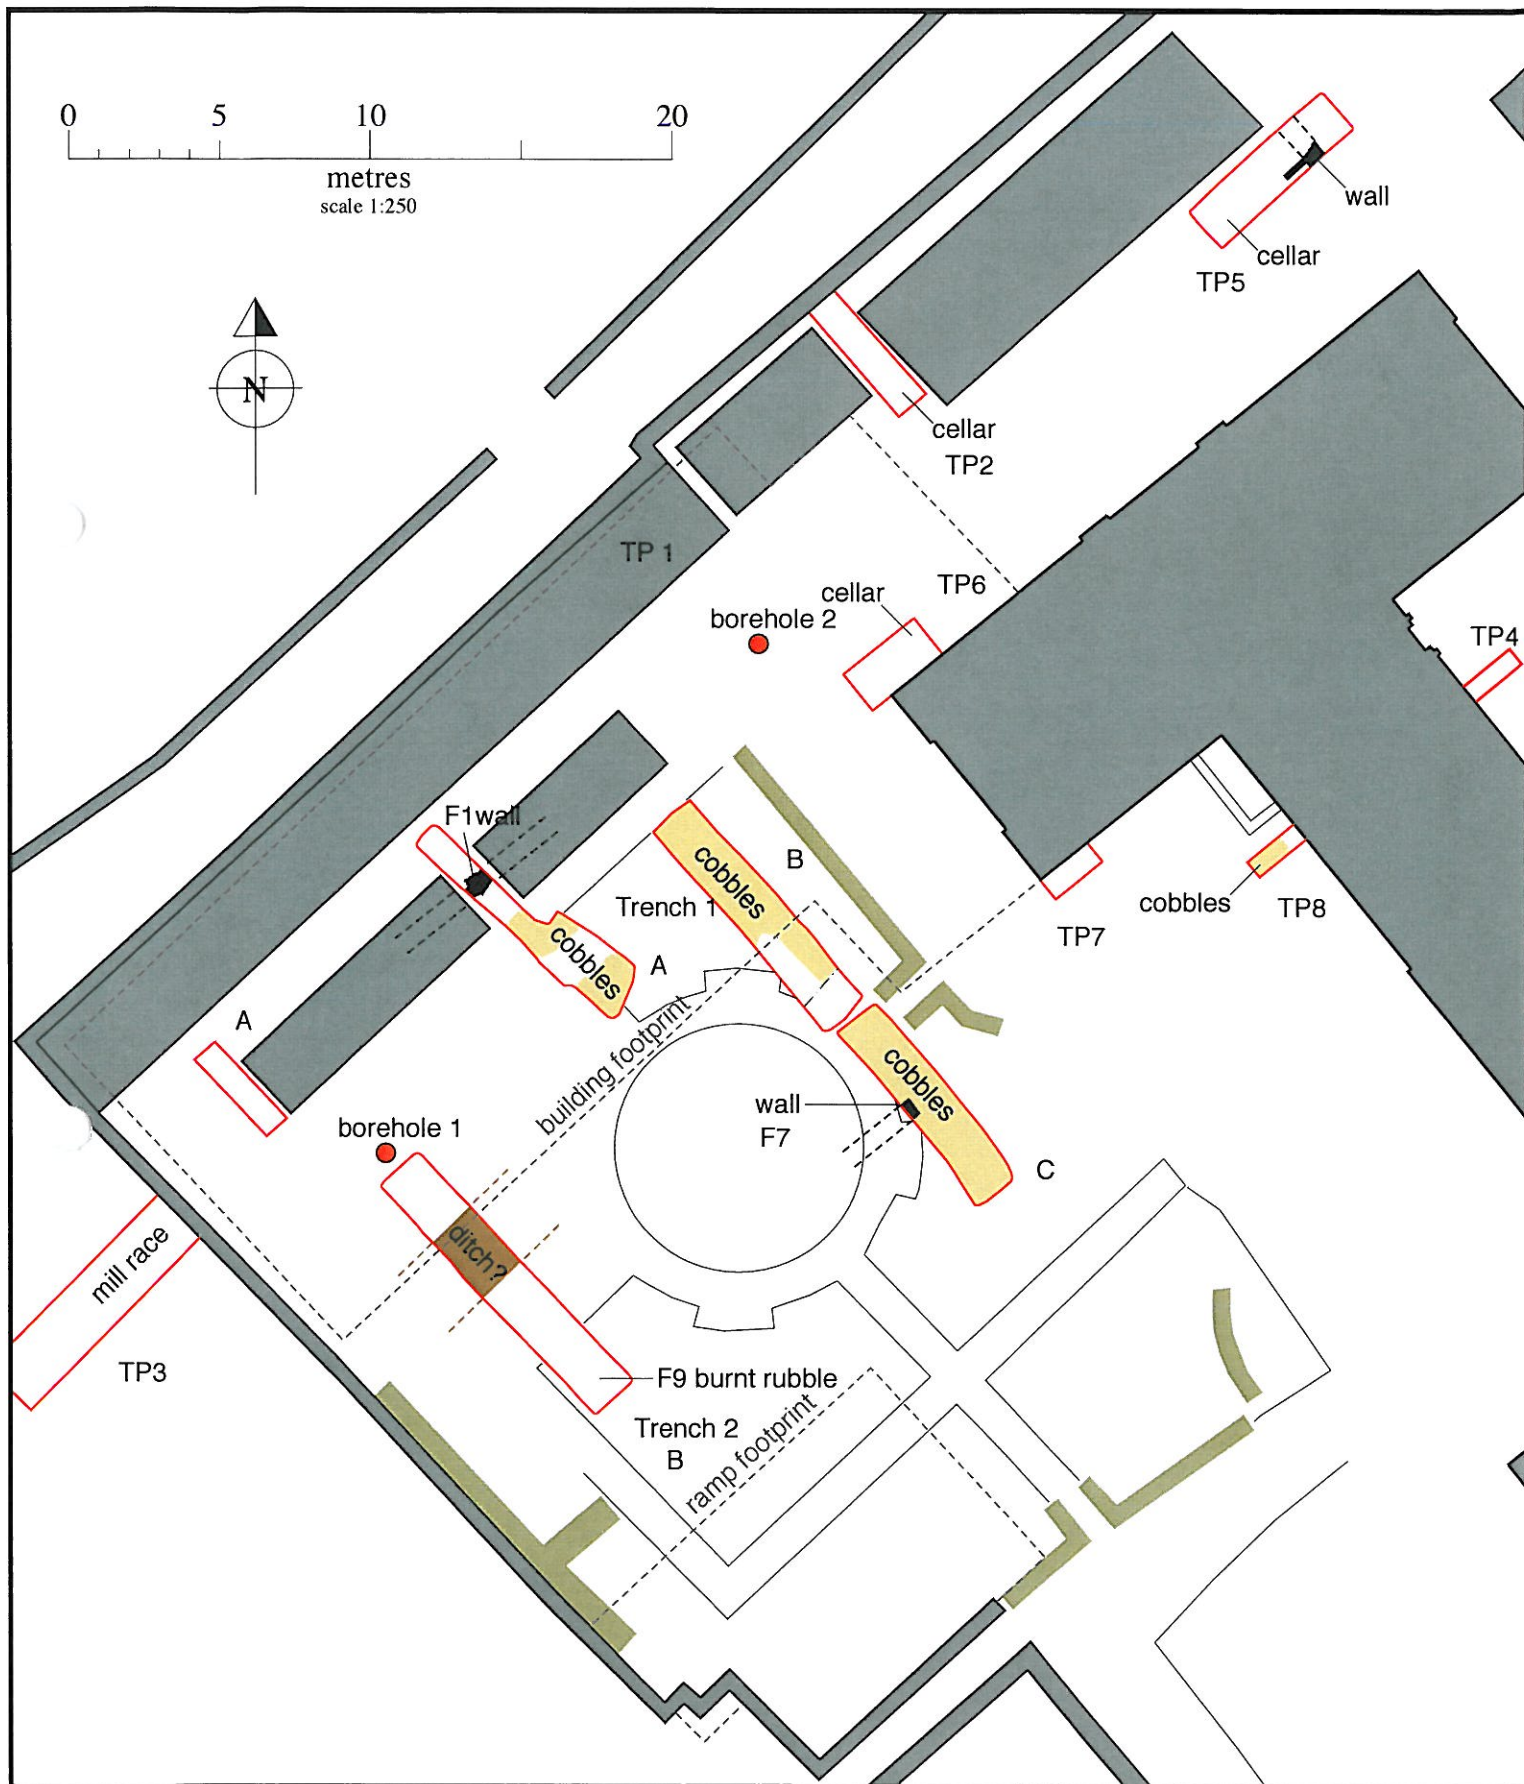 0 5 10 20
metres
scale 1:250
N
wall
cellar
TP5
cellar
TP2
TP 1
TP6
cellar
borehole 2
TP4
F1wall
cobbles
B
Trench 1
cobbles
A
cobbles
TP8
TP7
A
building footprint
cobbles
wall
F7
borehole 1
C
mill race
ditch?
TP3
F9 burnt rubble
Trench 2
B
ramp footprint